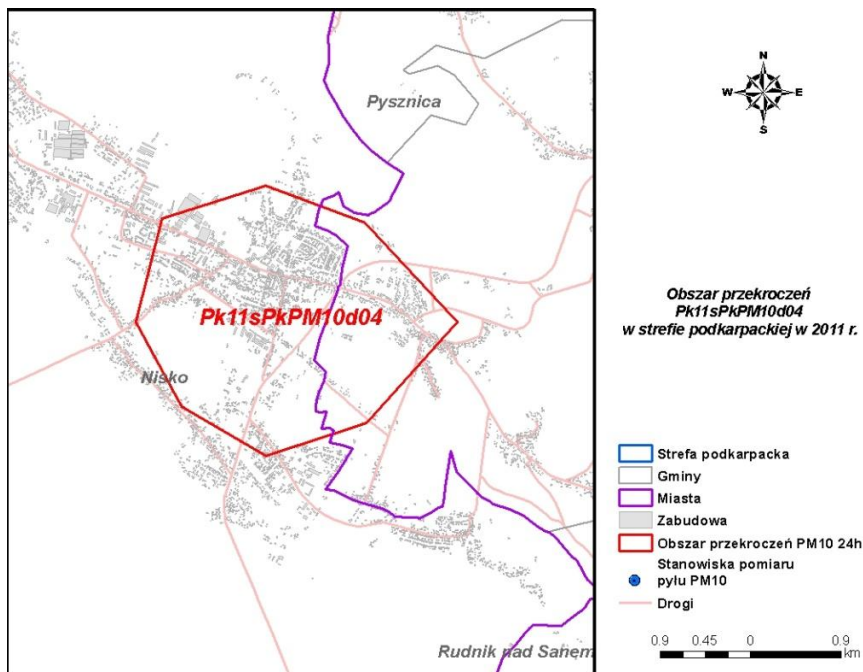 Pysznica
Pk11sPkPM10d04
Nisko
Rudnik nad Sanem
N
W
E
S
Obszar przekroczeń
Pk11sPkPM10d04
w strefie podkarpackiej w 2011 r.
Strefa podkarpacka
Gminy
Miasta
Zabudowa
Obszar przekroczeń PM10 24h
Stanowiska pomiaru
pyłu PM10
Drogi
0.9 0.45 0 0.9
km